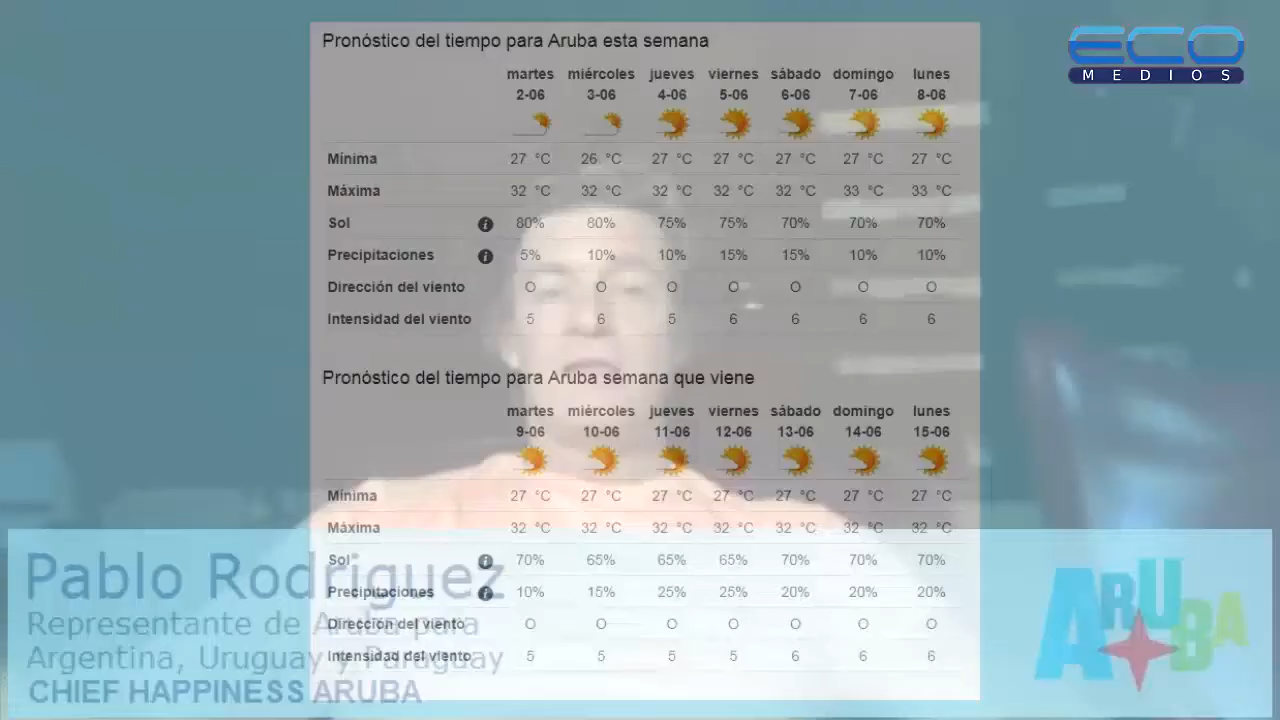 ECO
MEDIOS
Pronóstico del tiempo para Aruba esta semana
martes miércoles jueves viernes sábado domingo lunes
2-06 3-06 4-06 5-06 6-06 7-06 8-06
Mínima 27 °C 26 °C 27 °C 27 °C 27 °C 27 °C 27 °C
Máxima 32 °C 32 °C 32 °C 32 °C 32 °C 33 °C 33 °C
Sol i 80% 80% 75% 75% 70% 70% 70%
Precipitaciones i 5% 10% 10% 15% 15% 10% 10%
Dirección del viento O O O O O O O
Intensidad del viento 5 6 5 6 6 6 6
Pronóstico del tiempo para Aruba semana que viene
martes miércoles jueves viernes sábado domingo lunes
9-06 10-06 11-06 12-06 13-06 14-06 15-06
Mínima 27 °C 27 °C 27 °C 27 °C 27 °C 27 °C 27 °C
Máxima 32 °C 32 °C 32 °C 32 °C 32 °C 32 °C 32 °C
Sol i 70% 65% 65% 65% 70% 70% 70%
Precipitaciones i 10% 15% 25% 25% 20% 20% 20%
Dirección del viento O O O O O O O
Intensidad del viento 5 5 5 5 6 6 6
Pablo Rodriguez
Representante de Aruba para
Argentina, Uruguay y Paraguay
CHIEF HAPPINESS ARUBA
ARUBA